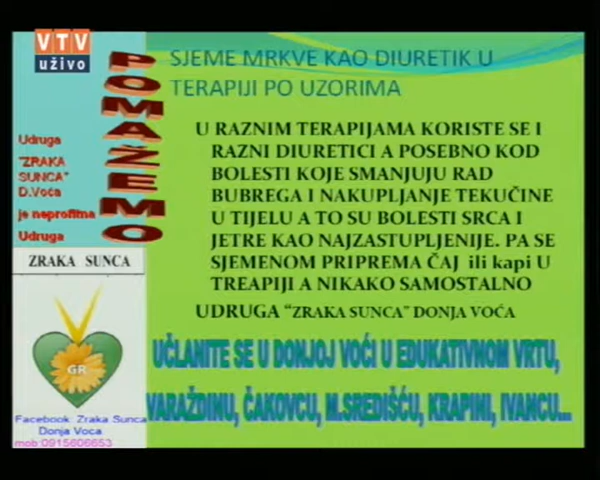 VTV
uživo
POMAŽEMO
Udruga
"ZRAKA
SUNCA"
D.Voća
je neprofitna
Udruga
ZRAKA SUNCA
GR
Facebook: Zraka Sunca
Donja Voca
mob:0915606653
SJEME MRKVE KAO DIURETIK U
TERAPIJI PO UZORIMA
U RAZNIM TERAPIJAMA KORISTE SE I
RAZNI DIURETICI A POSEBNO KOD
BOLESTI KOJE SMANJUJU RAD
BUBREGA I NAKUPLJANJE TEKUČINE
U TIJELU A TO SU BOLESTI SRCA I
JETRE KAO NAJZASTUPLJENIJE. PA SE
SJEMENOM PRIPREMA ČAJ ili kapi U
TREAPIJI A NIKAKO SAMOSTALNO
UDRUGA "ZRAKA SUNCA" DONJA VOĆA
UČLANITE SE U DONJOJ VOĆI U EDUKATIVNOM VRTU,
VARAŽDINU, ČAKOVCU, M.SREDIŠĆU, KRAPINI, IVANCU...